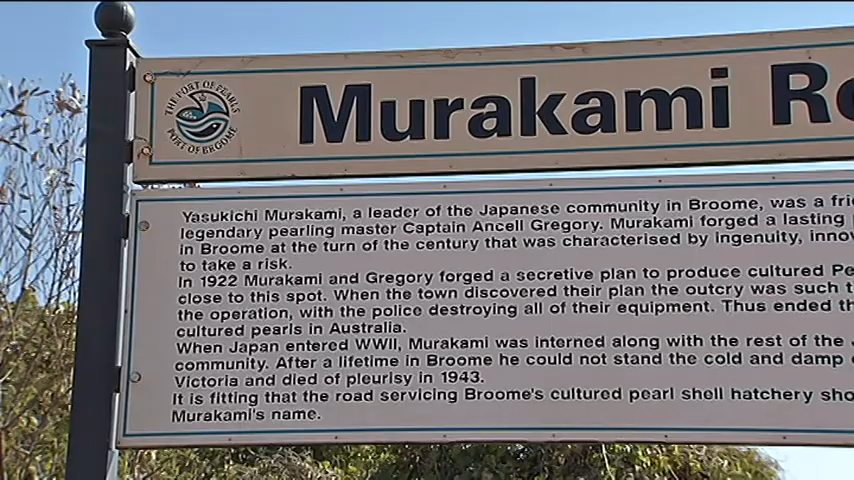 THE PORT OF PEARLS
PORT OF BROOME
Murakami
Yasukichi Murakami, a leader of the Japanese community in Broome, was a
legendary pearling master Captain Ancell Gregory. Murakami forged a lasting
in Broome at the turn of the century that was characterised by ingenuity,
to take a risk.
In 1922 Murakami and Gregory forged a secretive plan to produce cultured
close to this spot. When the town discovered their plan the outcry was such
the operation, with the police destroying all of their equipment. Thus ended
cultured pearls in Australia.
When Japan entered WWII, Murakami was interned along with the rest of the
community. After a lifetime in Broome he could not stand the cold and damp
Victoria and died of pleurisy in 1943.
It is fitting that the road servicing Broome's cultured pearl shell hatchery
Murakami's name.